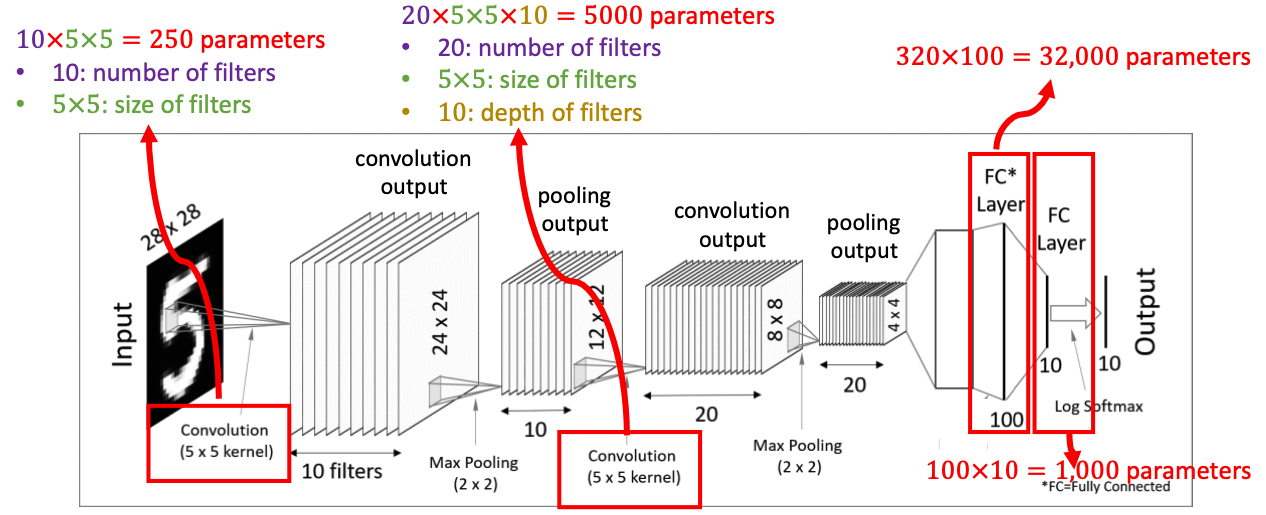 10×5×5 = 250 parameters
• 10: number of filters
• 5×5: size of filters
20×5×5×10 = 5000 parameters
• 20: number of filters
• 5×5: size of filters
• 10: depth of filters
320×100 = 32,000 parameters
convolution
output
pooling
output
convolution
output
pooling
output
FC*
Layer
FC
Layer
28 x 28
Input
24 x 24
12 x 12
8 x 8
4 x 4
Output
10
10
Log Softmax
100
20
20
10
Convolution
(5 x 5 kernel)
10 filters
Max Pooling
(2 x 2)
Convolution
(5 x 5 kernel)
Max Pooling
(2 x 2)
100×10 = 1,000 parameters
*FC=Fully Connected